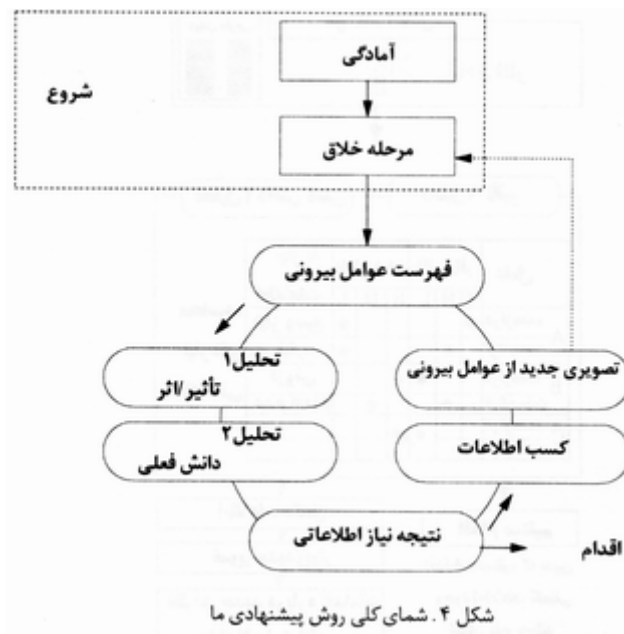 آمادگی
شروع
مرحله خلاق
فهرست عوامل بیرونی
تحلیل۱
تأثیر/اثر
تصویری جدید از عوامل بیرونی
تحلیل۲
دانش فعلی
کسب اطلاعات
نتیجه نیاز اطلاعاتی
اقدام
شکل ۴. شمای کلی روش پیشنهادی ما